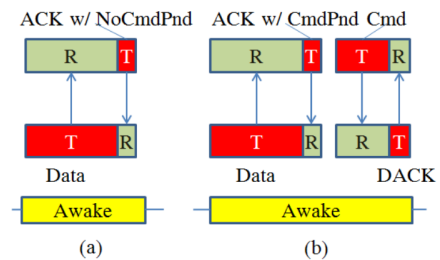 ACK w/ NoCmdPnd ACK w/ CmdPnd Cmd
R T R T T R
T R T R R T
Data Data DACK
Awake Awake
(a) (b)